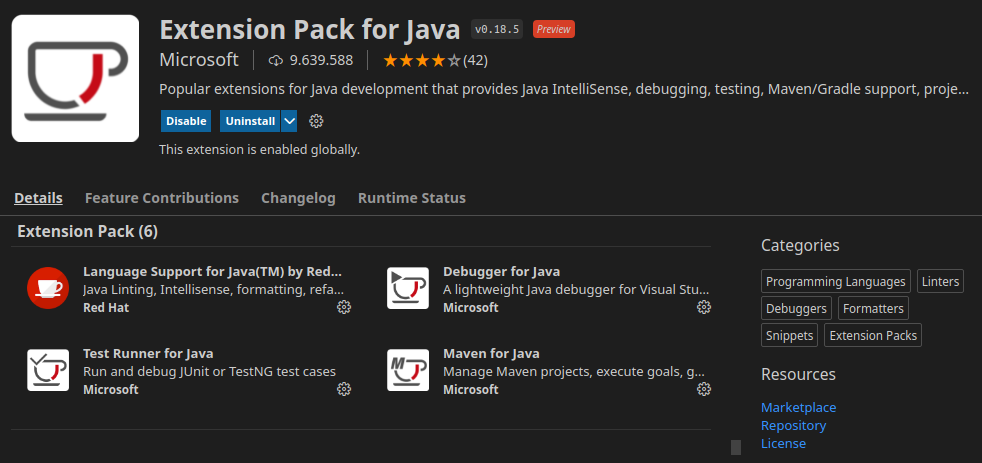 Extension Pack for Java v0.18.5 Preview
Microsoft 9.639.588 (42)
Popular extensions for Java development that provides Java IntelliSense, debugging, testing, Maven/Gradle support, proje...
Disable Uninstall
This extension is enabled globally.
Details Feature Contributions Changelog Runtime Status
Extension Pack (6)
Language Support for Java(TM) by Red...
Java Linting, Intellisense, formatting, refa...
Red Hat
Debugger for Java
A lightweight Java debugger for Visual Stu...
Microsoft
Test Runner for Java
Run and debug JUnit or TestNG test cases
Microsoft
M
Maven for Java
Manage Maven projects, execute goals, g...
Microsoft
Categories
Programming Languages Linters
Debuggers Formatters
Snippets Extension Packs
Resources
Marketplace
Repository
License